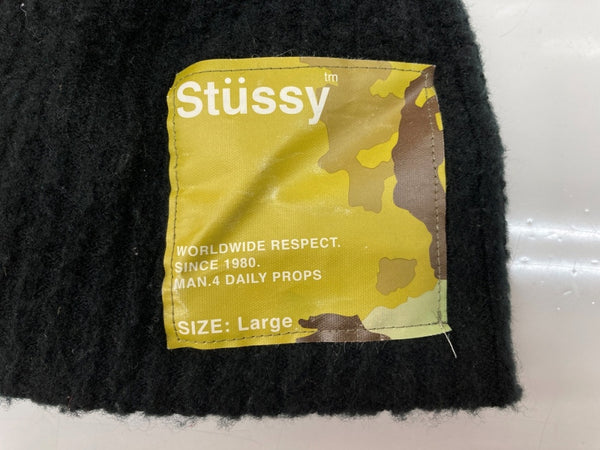 Stüssy tm
WORLDWIDE RESPECT.
SINCE 1980.
MAN.4 DAILY PROPS
SIZE: Large